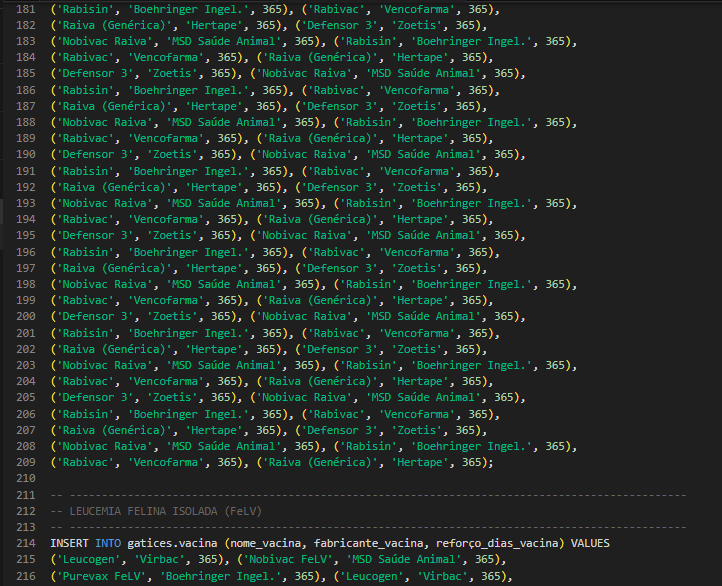 181 ('Rabisin', 'Boehringer Ingel.', 365), ('Rabivac', 'Vencofarma', 365),
182 ('Raiva (Genérica)', 'Hertape', 365), ('Defensor 3', 'Zoetis', 365),
183 ('Nobivac Raiva', 'MSD Saúde Animal', 365), ('Rabisin', 'Boehringer Ingel.', 365),
184 ('Rabivac', 'Vencofarma', 365), ('Raiva (Genérica)', 'Hertape', 365),
185 ('Defensor 3', 'Zoetis', 365), ('Nobivac Raiva', 'MSD Saúde Animal', 365),
186 ('Rabisin', 'Boehringer Ingel.', 365), ('Rabivac', 'Vencofarma', 365),
187 ('Raiva (Genérica)', 'Hertape', 365), ('Defensor 3', 'Zoetis', 365),
188 ('Nobivac Raiva', 'MSD Saúde Animal', 365), ('Rabisin', 'Boehringer Ingel.', 365),
189 ('Rabivac', 'Vencofarma', 365), ('Raiva (Genérica)', 'Hertape', 365),
190 ('Defensor 3', 'Zoetis', 365), ('Nobivac Raiva', 'MSD Saúde Animal', 365),
191 ('Rabisin', 'Boehringer Ingel.', 365), ('Rabivac', 'Vencofarma', 365),
192 ('Raiva (Genérica)', 'Hertape', 365), ('Defensor 3', 'Zoetis', 365),
193 ('Nobivac Raiva', 'MSD Saúde Animal', 365), ('Rabisin', 'Boehringer Ingel.', 365),
194 ('Rabivac', 'Vencofarma', 365), ('Raiva (Genérica)', 'Hertape', 365),
195 ('Defensor 3', 'Zoetis', 365), ('Nobivac Raiva', 'MSD Saúde Animal', 365),
196 ('Rabisin', 'Boehringer Ingel.', 365), ('Rabivac', 'Vencofarma', 365),
197 ('Raiva (Genérica)', 'Hertape', 365), ('Defensor 3', 'Zoetis', 365),
198 ('Nobivac Raiva', 'MSD Saúde Animal', 365), ('Rabisin', 'Boehringer Ingel.', 365),
199 ('Rabivac', 'Vencofarma', 365), ('Raiva (Genérica)', 'Hertape', 365),
200 ('Defensor 3', 'Zoetis', 365), ('Nobivac Raiva', 'MSD Saúde Animal', 365),
201 ('Rabisin', 'Boehringer Ingel.', 365), ('Rabivac', 'Vencofarma', 365),
202 ('Raiva (Genérica)', 'Hertape', 365), ('Defensor 3', 'Zoetis', 365),
203 ('Nobivac Raiva', 'MSD Saúde Animal', 365), ('Rabisin', 'Boehringer Ingel.', 365),
204 ('Rabivac', 'Vencofarma', 365), ('Raiva (Genérica)', 'Hertape', 365),
205 ('Defensor 3', 'Zoetis', 365), ('Nobivac Raiva', 'MSD Saúde Animal', 365),
206 ('Rabisin', 'Boehringer Ingel.', 365), ('Rabivac', 'Vencofarma', 365),
207 ('Raiva (Genérica)', 'Hertape', 365), ('Defensor 3', 'Zoetis', 365),
208 ('Nobivac Raiva', 'MSD Saúde Animal', 365), ('Rabisin', 'Boehringer Ingel.', 365),
209 ('Rabivac', 'Vencofarma', 365), ('Raiva (Genérica)', 'Hertape', 365);
210
211 -- -----------------------------------------------------------------------------------
212 -- LEUCEMIA FELINA ISOLADA (FeLV)
213 -- -----------------------------------------------------------------------------------
214 INSERT INTO gatices.vacina (nome_vacina, fabricante_vacina, reforço_dias_vacina) VALUES
215 ('Leucogen', 'Virbac', 365), ('Nobivac FeLV', 'MSD Saúde Animal', 365),
216 ('Purevax FeLV', 'Boehringer Ingel.', 365), ('Leucogen', 'Virbac', 365),